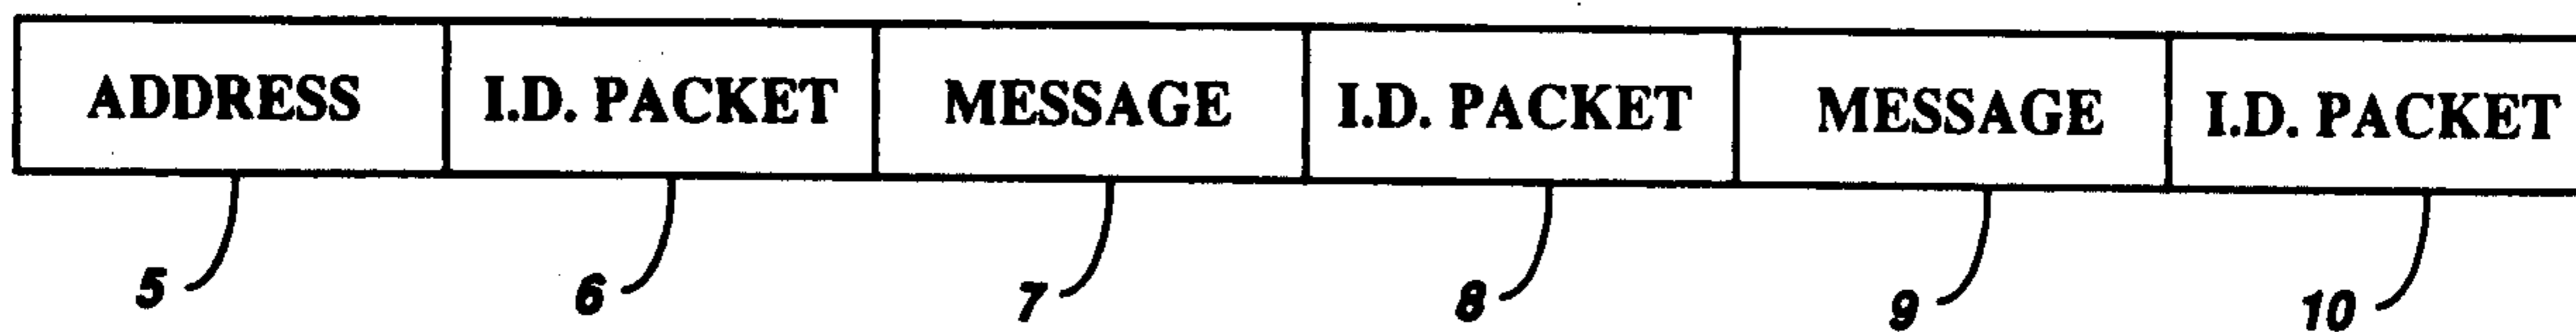 ADDRESS I.D. PACKET MESSAGE I.D. PACKET MESSAGE I.D. PACKET
5 6 7 8 9 10